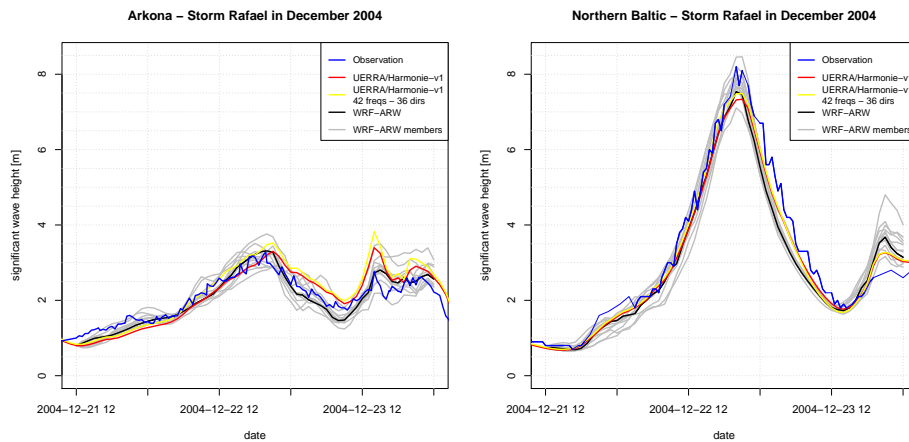 Arkona – Storm Rafael in December 2004
Observation
UERRA/Harmonie–v1
UERRA/Harmonie–v1
42 freqs – 36 dirs
WRF–ARW
WRF–ARW members
significant wave height [m]
0
2
4
6
8
2004–12–21 12
2004–12–22 12
2004–12–23 12
date
Northern Baltic – Storm Rafael in December 2004
Observation
UERRA/Harmonie–v1
UERRA/Harmonie–v1
42 freqs – 36 dirs
WRF–ARW
WRF–ARW members
significant wave height [m]
0
2
4
6
8
2004–12–21 12
2004–12–22 12
2004–12–23 12
date